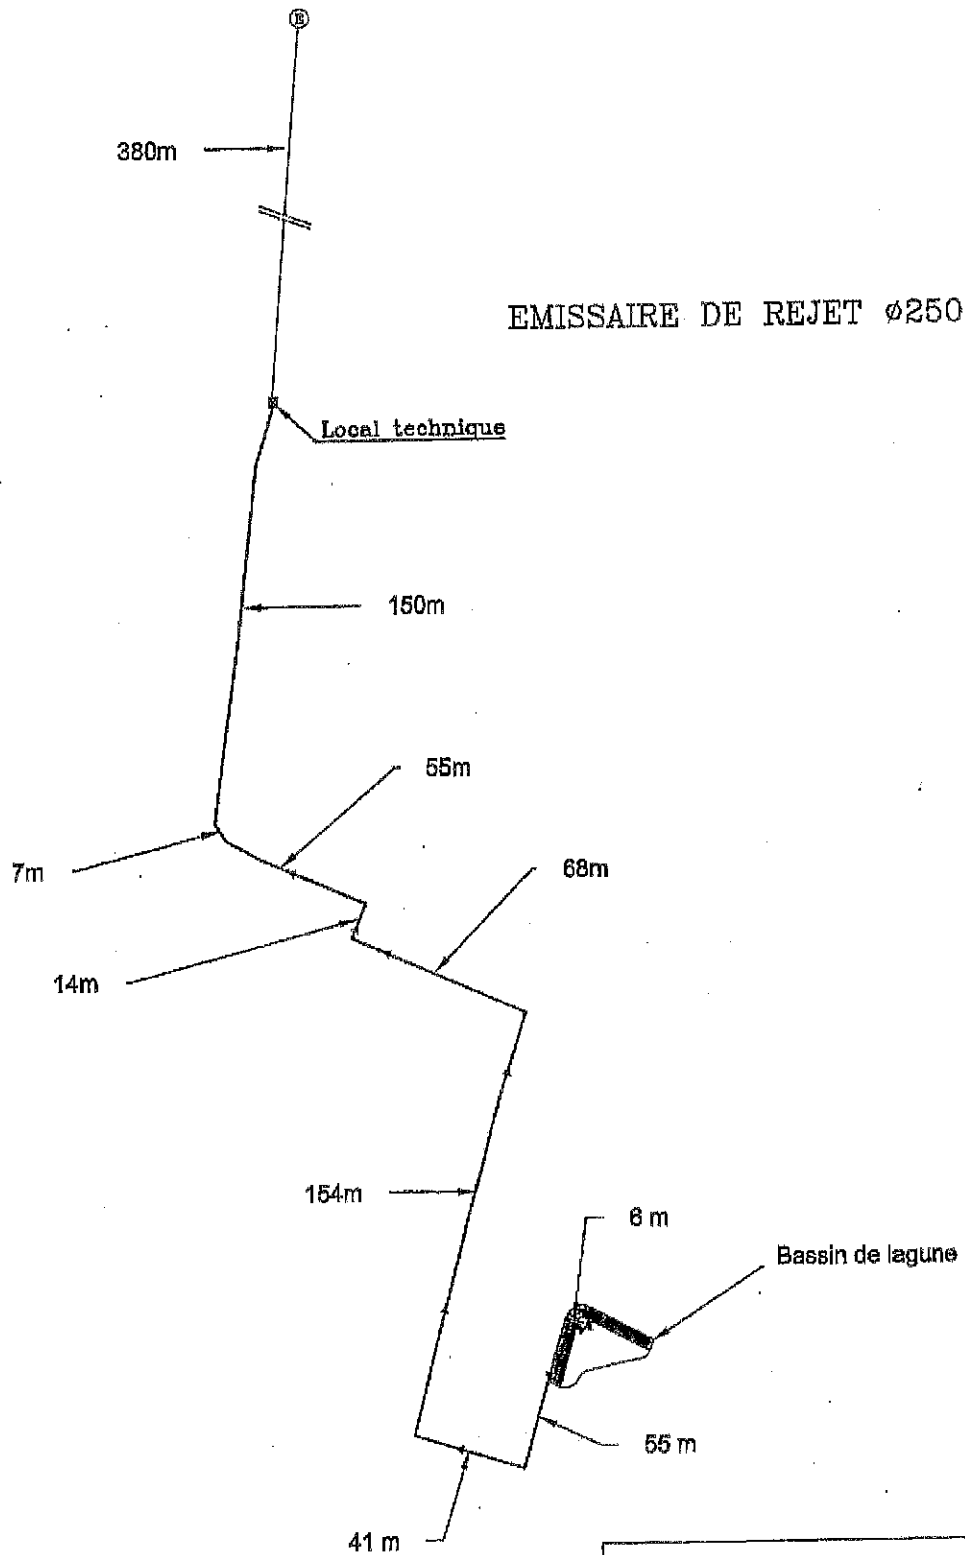 E
380m
EMISSAIRE DE REJET ø250
Local technique
150m
55m
7m
68m
14m
154m
6 m
Bassin de lagune
55 m
41 m